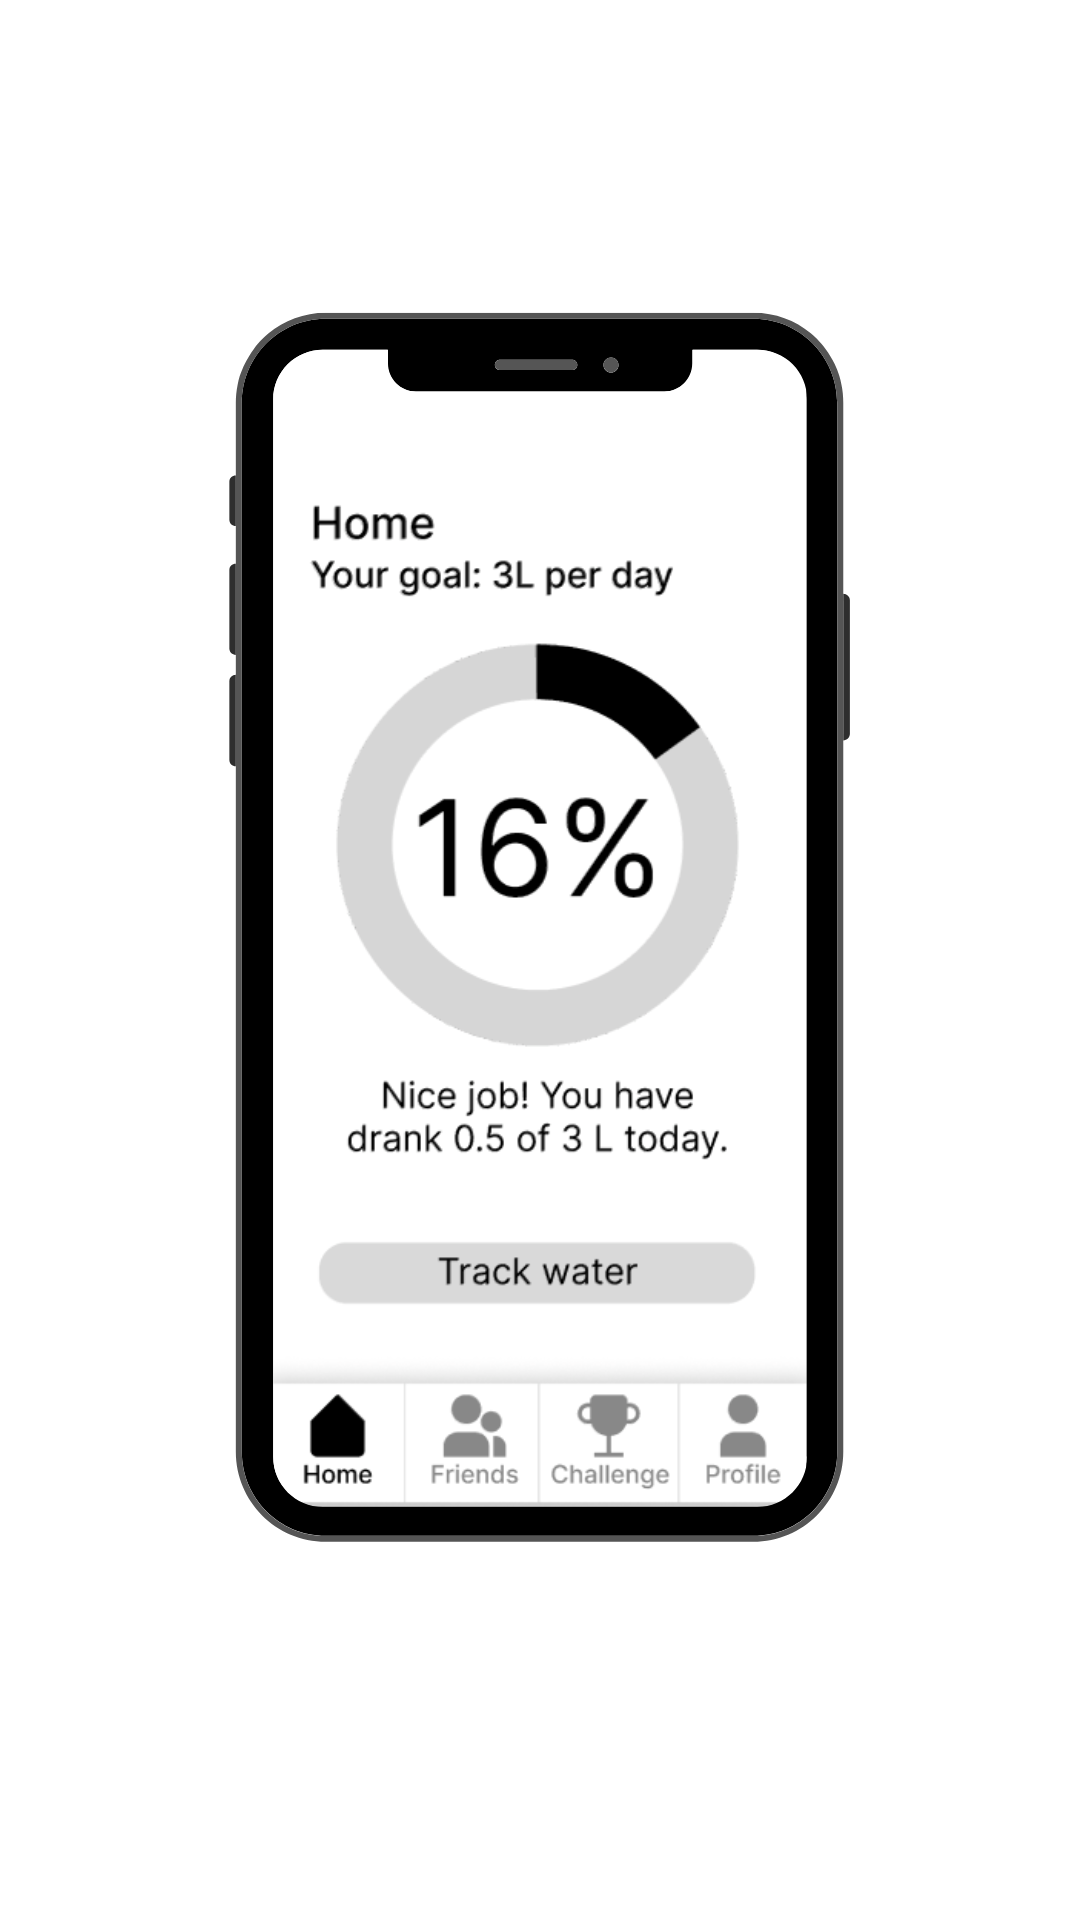 Home
Your goal: 3L per day
16%
Nice job! You have
drank 0.5 of 3 L today.
Track water
Home
Friends
Challenge
Profile